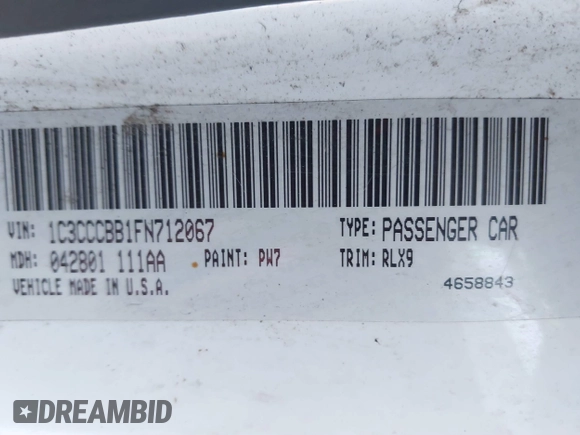 VIN: 1C3CCCBB1FN712067 TYPE: PASSENGER CAR
MDH: 042801 111AA PAINT: PW7 TRIM: RLX9
VEHICLE MADE IN U.S.A. 4658843
DREAMBID